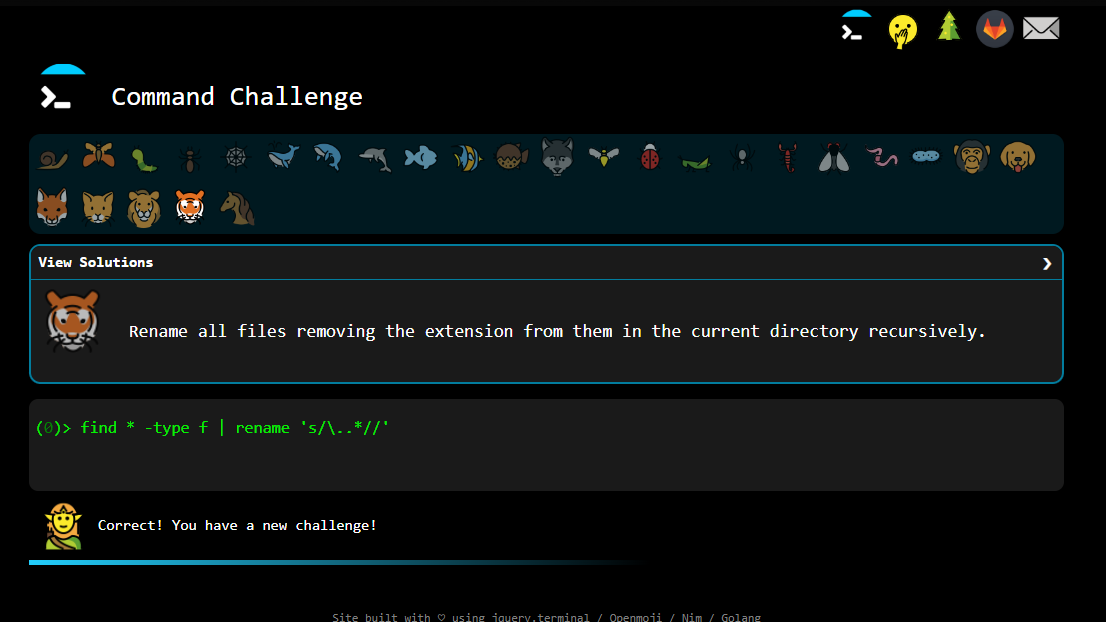 Command Challenge
View Solutions
Rename all files removing the extension from them in the current directory recursively.
(0)> find * -type f | rename 's/\..*//'
Correct! You have a new challenge!
Site built with ♡ using jquery.terminal / Openmoji / Nim / Golang